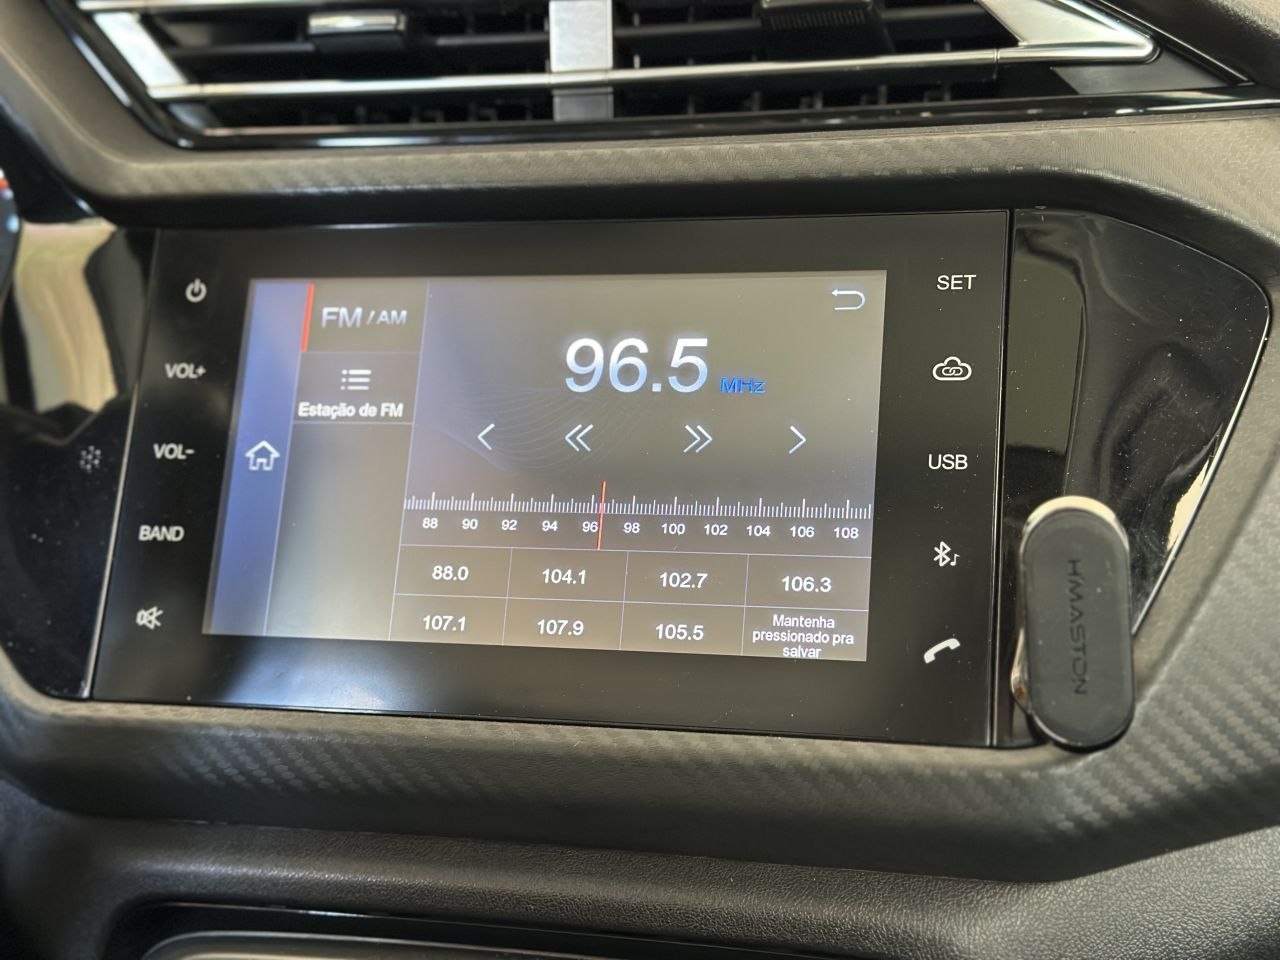 SET
FM / AM
96.5 MHz
VOL+
Estação de FM
VOL-
USB
BAND
88 90 92 94 96 98 100 102 104 106 108
88.0 104.1 102.7 106.3
107.1 107.9 105.5
Mantenha
pressionado pra
salvar
HMASTON